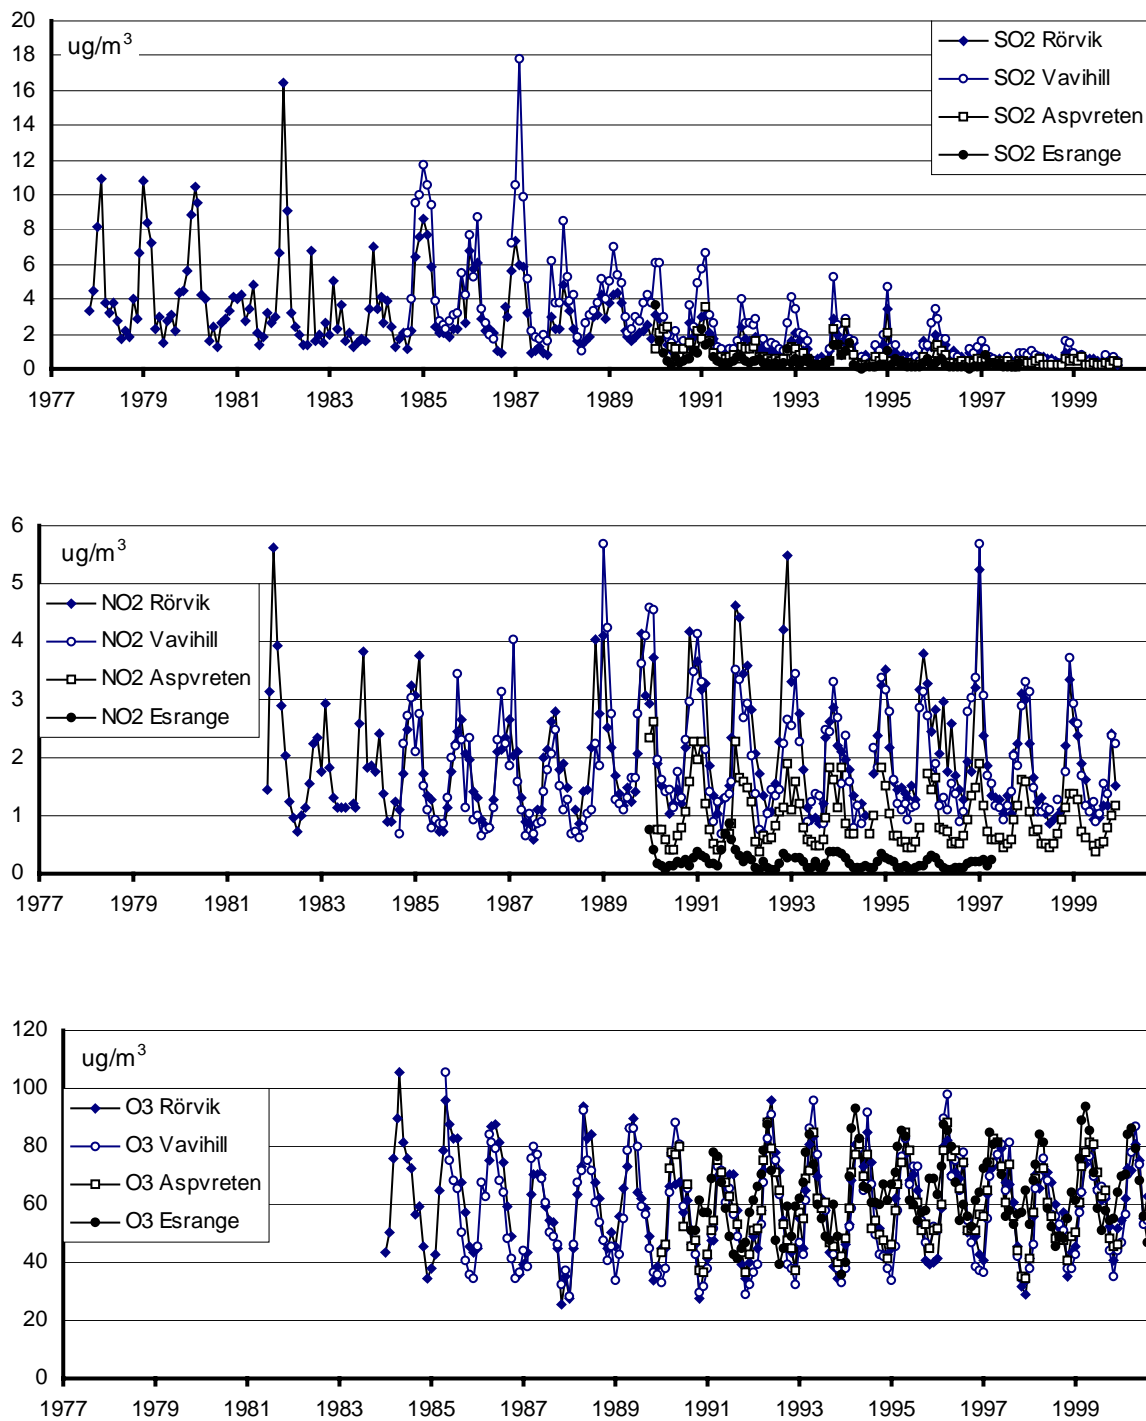 20
18
16
14
12
10
8
6
4
2
0
ug/m3
SO2 Rörvik
SO2 Vavihill
SO2 Aspvreten
SO2 Esrange
1977 1979 1981 1983 1985 1987 1989 1991 1993 1995 1997 1999
6
5
4
3
2
1
0
ug/m3
NO2 Rörvik
NO2 Vavihill
NO2 Aspvreten
NO2 Esrange
1977 1979 1981 1983 1985 1987 1989 1991 1993 1995 1997 1999
120
100
80
60
40
20
0
ug/m3
O3 Rörvik
O3 Vavihill
O3 Aspvreten
O3 Esrange
1977 1979 1981 1983 1985 1987 1989 1991 1993 1995 1997 1999